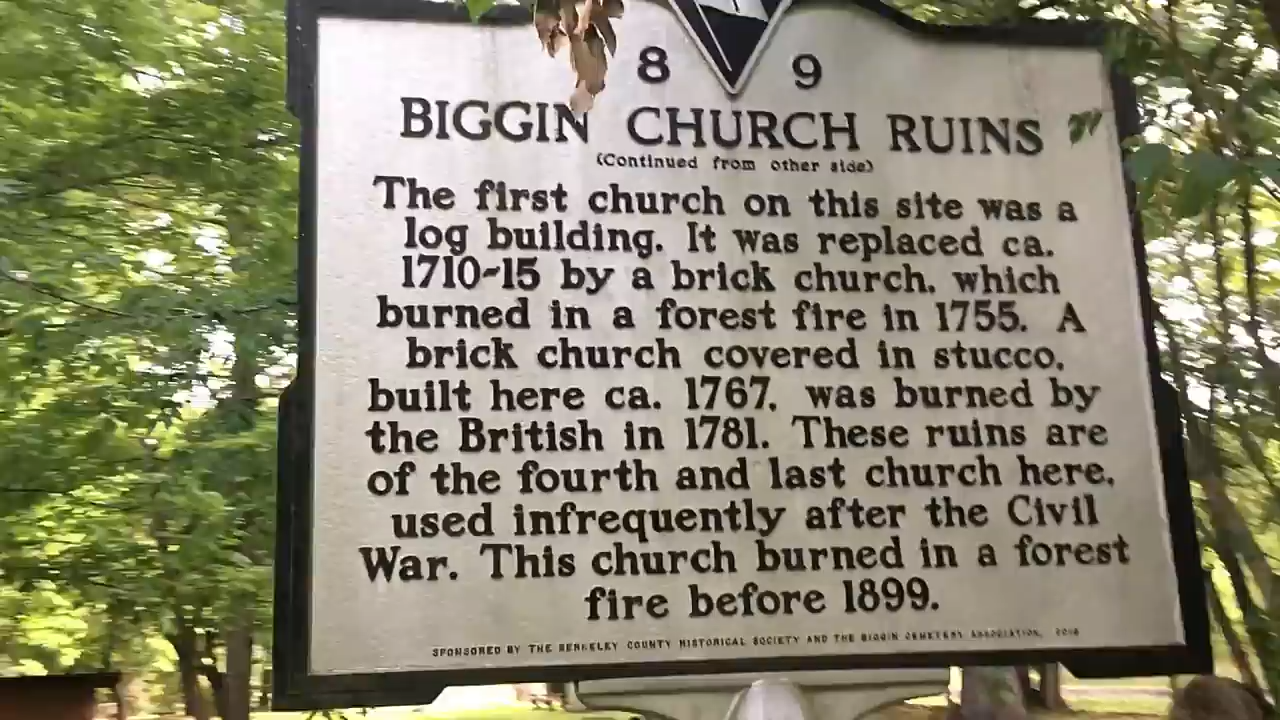 8 9
BIGGIN CHURCH RUINS
(Continued from other side)
The first church on this site was a
log building. It was replaced ca.
1710-15 by a brick church, which
burned in a forest fire in 1755. A
brick church covered in stucco,
built here ca. 1767, was burned by
the British in 1781. These ruins are
of the fourth and last church here,
used infrequently after the Civil
War. This church burned in a forest
fire before 1899.
SPONSORED BY THE BERKELEY COUNTY HISTORICAL SOCIETY AND THE BIGGIN CEMETERY ASSOCIATION,